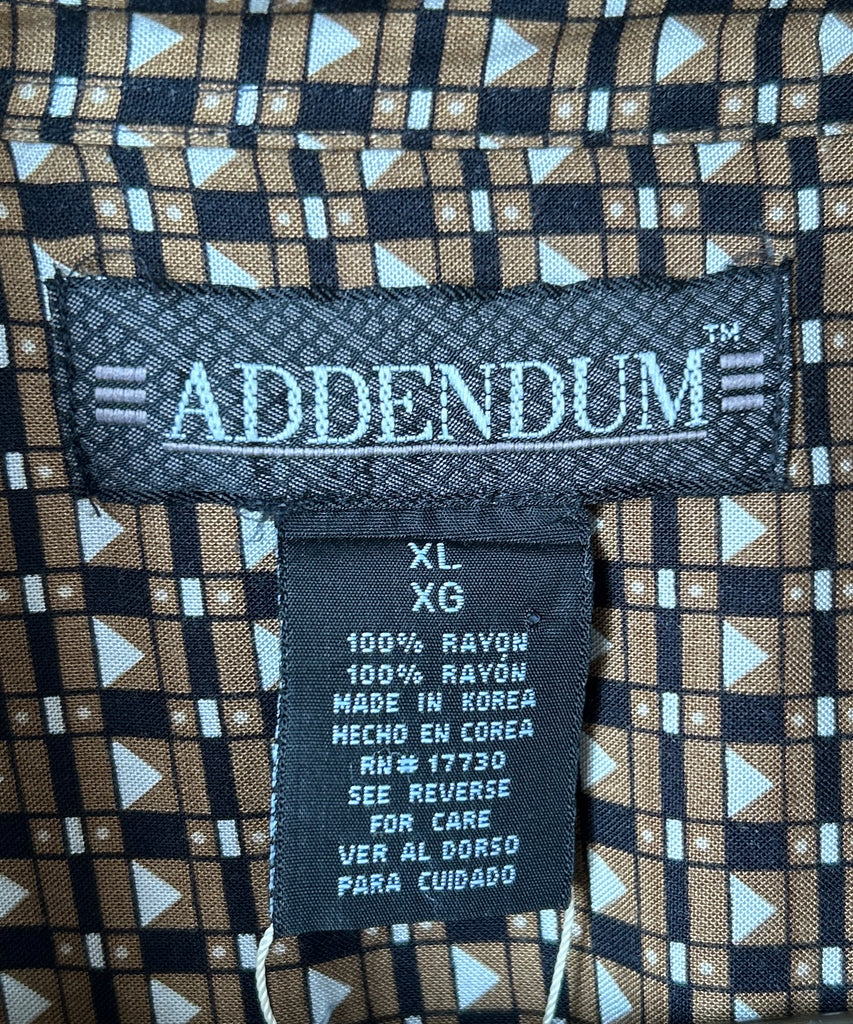 ADDENDUM™
XL
XG
100% RAYON
100% RAYÓN
MADE IN KOREA
HECHO EN COREA
RN# 17730
SEE REVERSE
FOR CARE
VER AL DORSO
PARA CUIDADO